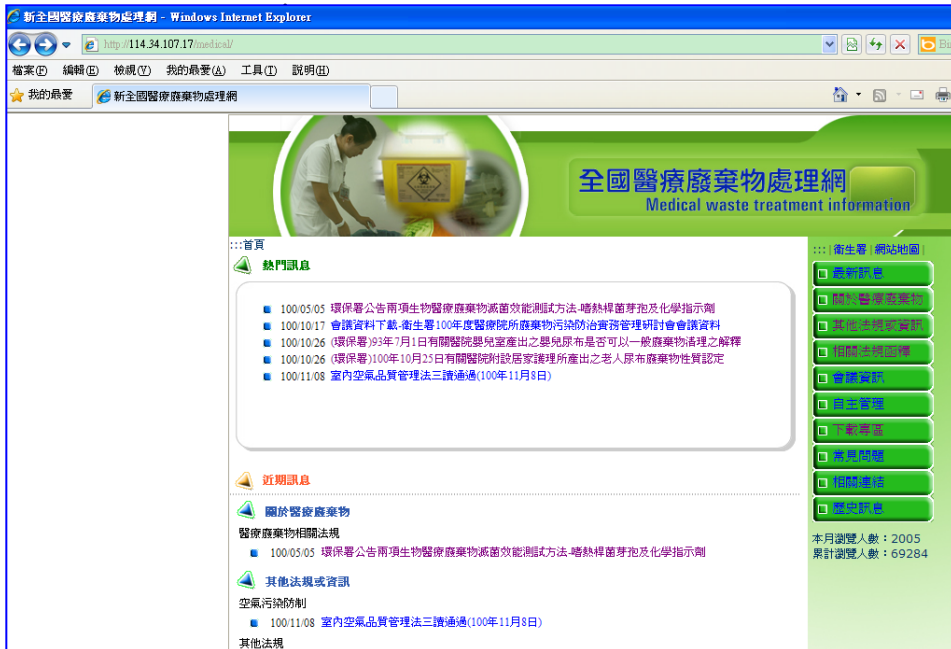 新全國醫療廢棄物處理網 - Windows Internet Explorer
http://114.34.107.17/medical/
檔案(F) 編輯(E) 檢視(V) 我的最愛(A) 工具(T) 說明(H)
我的最愛 新全國醫療廢棄物處理網
全國醫療廢棄物處理網
Medical waste treatment information
:::首頁
:::|衛生署|網站地圖|
熱門訊息
100/05/05 環保署公告兩項生物醫療廢棄物滅菌效能測試方法-嗜熱桿菌芽孢及化學指示劑
100/10/17 會議資料下載-衛生署100年度醫療院所廢棄物污染防治實務管理研討會會議資料
100/10/26 (環保署)93年7月1日有關醫院嬰兒室產出之嬰兒尿布是否可以一般廢棄物清理之解釋
100/10/26 (環保署)100年10月25日有關醫院附設居家護理所產出之老人尿布廢棄物性質認定
100/11/08 室內空氣品質管理法三讀通過(100年11月8日)
近期訊息
關於醫療廢棄物
醫療廢棄物相關法規
100/05/05 環保署公告兩項生物醫療廢棄物滅菌效能測試方法-嗜熱桿菌芽孢及化學指示劑
其他法規或資訊
空氣污染防制
100/11/08 室內空氣品質管理法三讀通過(100年11月8日)
其他法規
最新訊息
關於醫療廢棄物
其他法規或資訊
相關法規函釋
會議資訊
自主管理
下載專區
常見問題
相關連結
歷史訊息
本月瀏覽人數：2005
累計瀏覽人數：69284